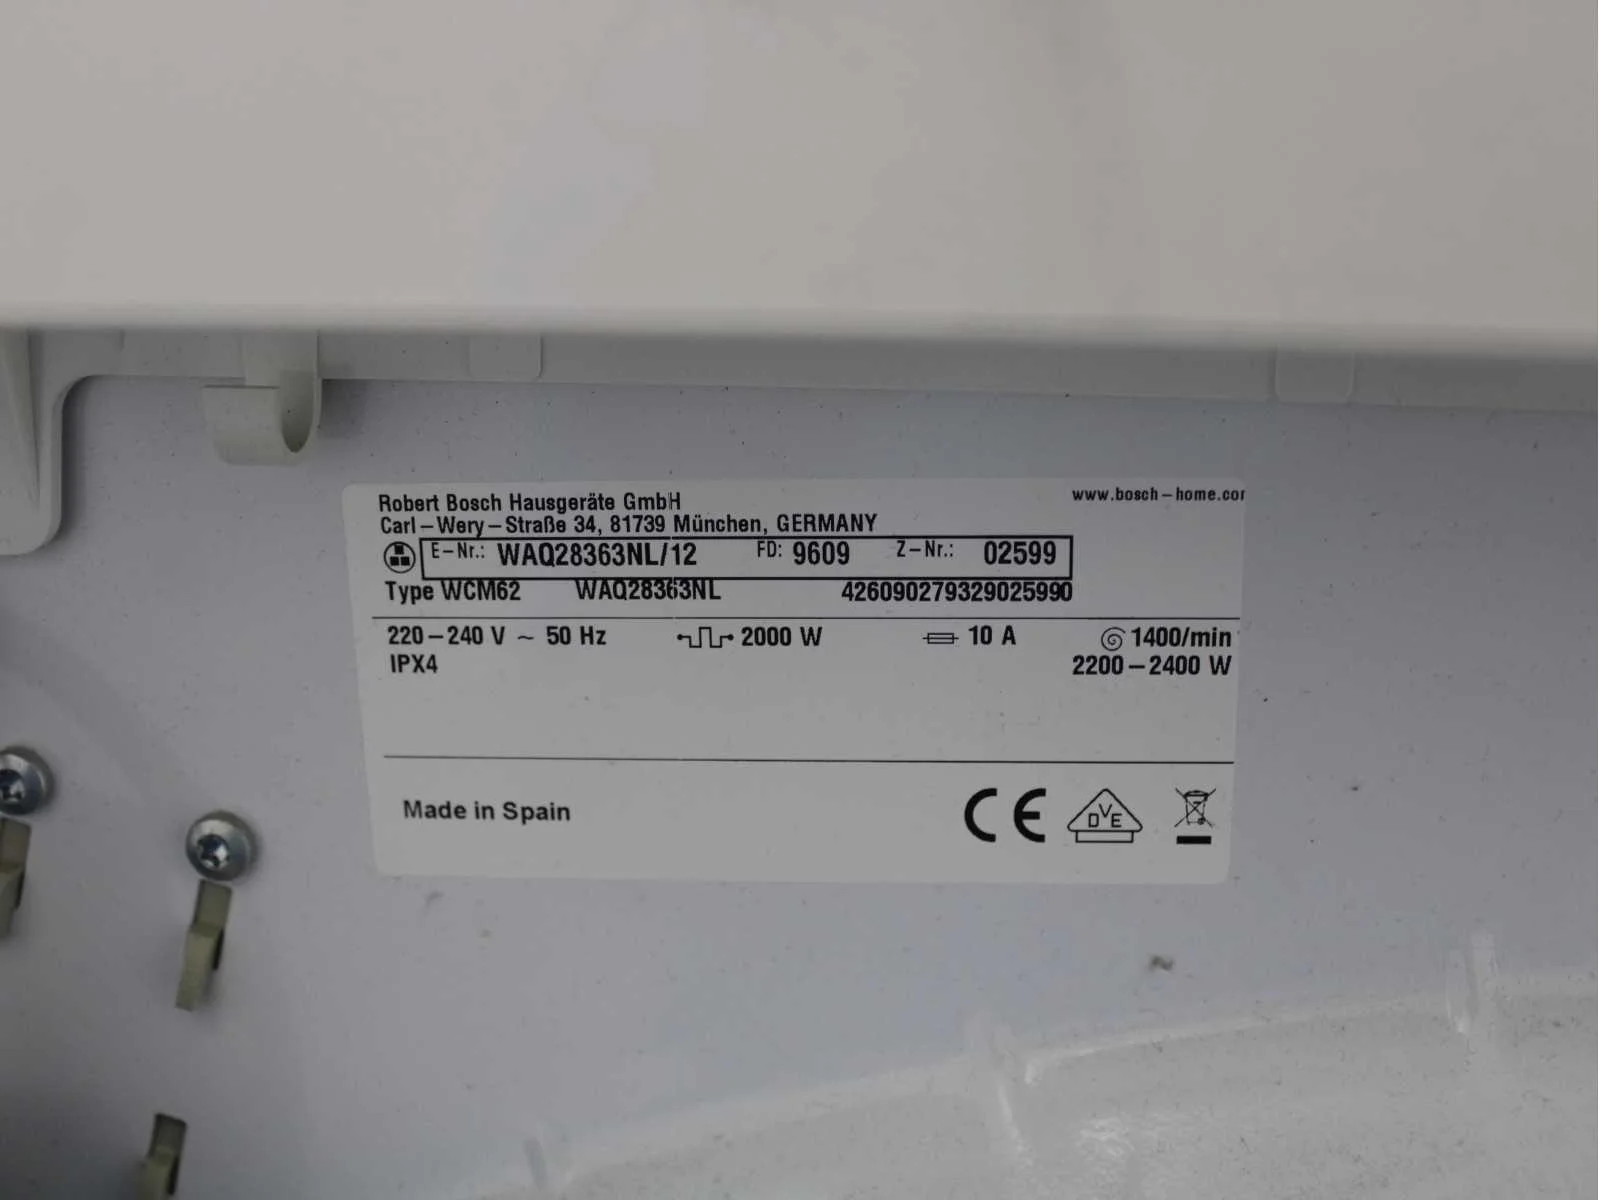 Robert Bosch Hausgeräte GmbH
www.bosch-home.com
Carl-Wery-Straße 34, 81739 München, GERMANY
E-Nr.: WAQ28363NL/12 FD: 9609 Z-Nr.: 02599
Type WCM62 WAQ28363NL 426090279329025990
220-240 V ~ 50 Hz 2000 W 10 A 1400/min
IPX4 2200-2400 W
Made in Spain
CE DVE